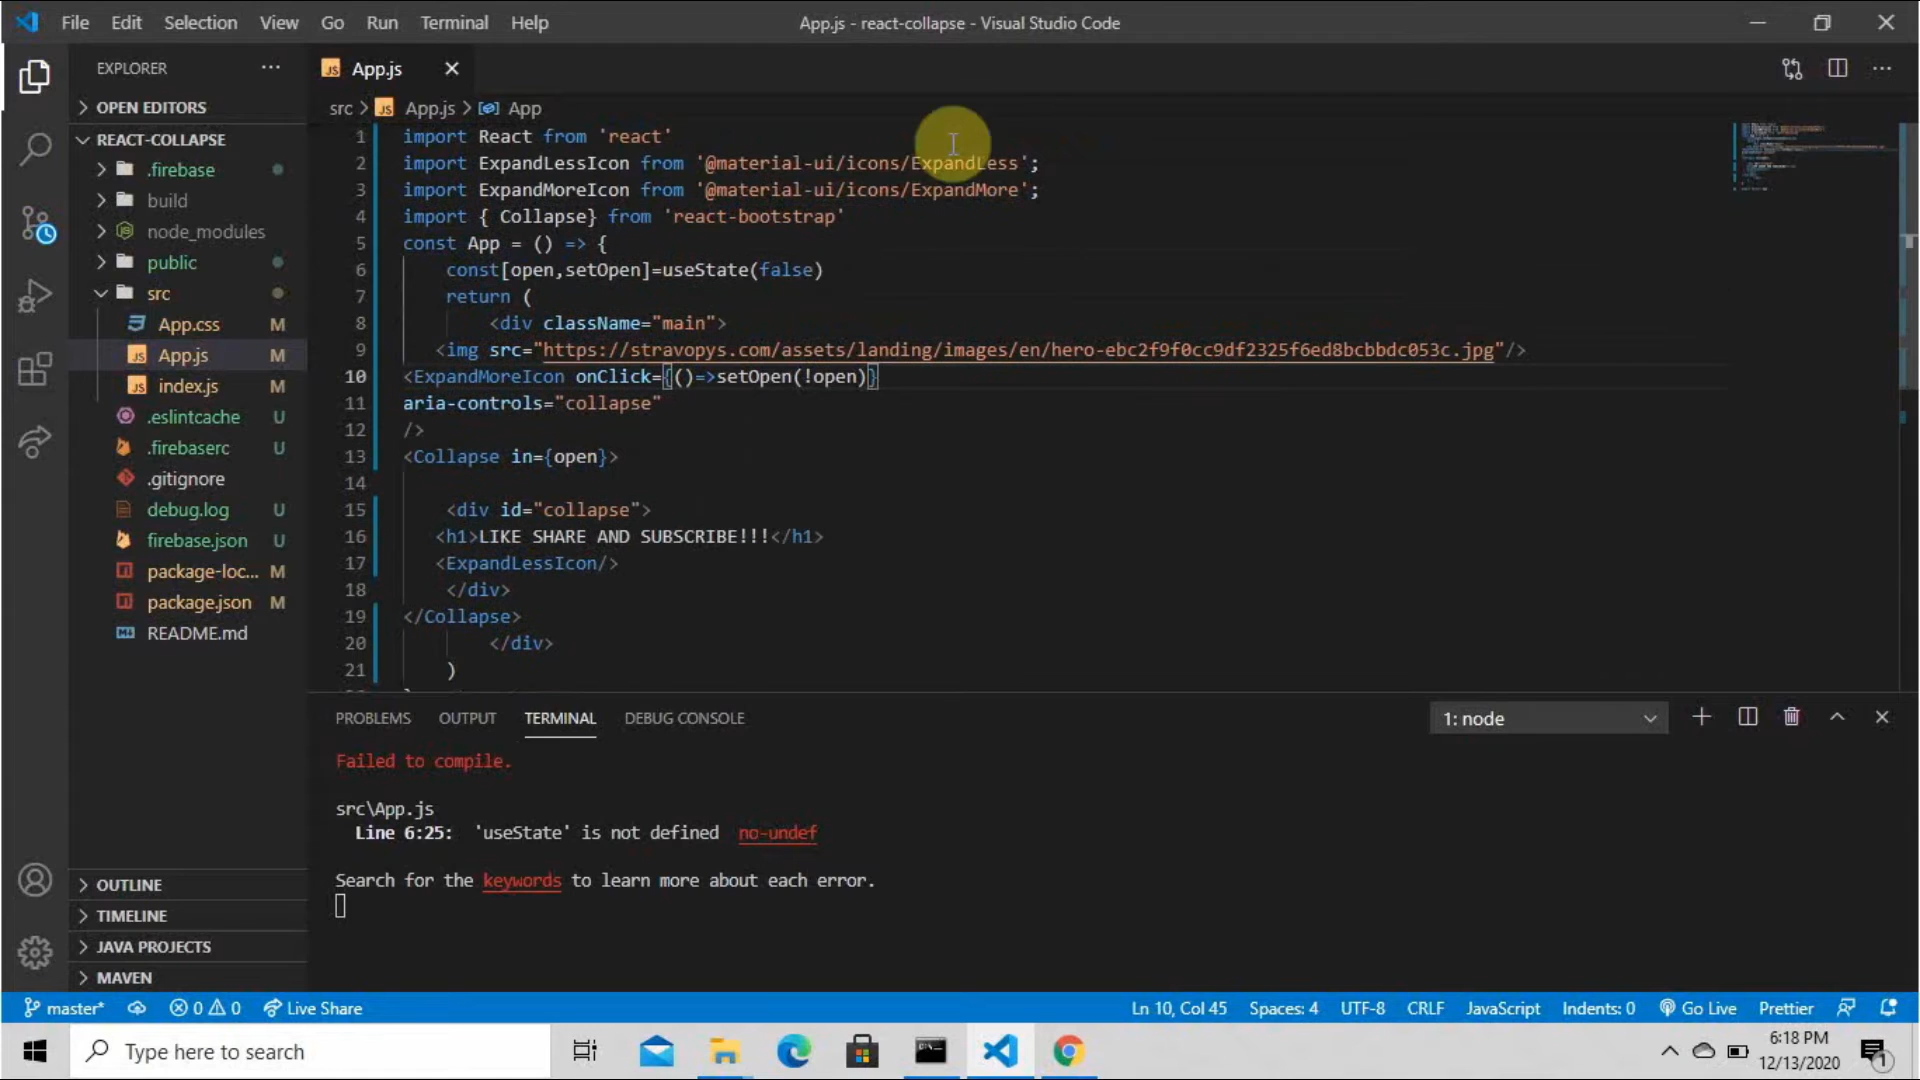 File Edit Selection View Go Run Terminal Help
App.js - react-collapse - Visual Studio Code
EXPLORER
OPEN EDITORS
REACT-COLLAPSE
.firebase
build
node_modules
public
src
App.css M
App.js M
index.js
.eslintcache U
.firebaserc U
.gitignore
debug.log U
firebase.json U
package-loc... M
package.json M
README.md
OUTLINE
TIMELINE
JAVA PROJECTS
MAVEN
JS App.js
src > JS App.js > App
1 import React from 'react'
2 import ExpandLessIcon from '@material-ui/icons/ExpandLess';
3 import ExpandMoreIcon from '@material-ui/icons/ExpandMore';
4 import { Collapse} from 'react-bootstrap'
5 const App = () => {
6 const[open,setOpen]=useState(false)
7 return (
8 <div className="main">
9 <img src="https://stravopys.com/assets/landing/images/en/hero-ebc2f9f0cc9df2325f6ed8bcbbdc053c.jpg"/>
10 <ExpandMoreIcon onClick={()=>setOpen(!open)}
11 aria-controls="collapse"
12 />
13 <Collapse in={open}>
14
15 <div id="collapse">
16 <h1>LIKE SHARE AND SUBSCRIBE!!!</h1>
17 <ExpandLessIcon/>
18 </div>
19 </Collapse>
20 </div>
21 )
PROBLEMS OUTPUT TERMINAL DEBUG CONSOLE
1: node
Failed to compile.
src\App.js
Line 6:25: 'useState' is not defined no-undef
Search for the keywords to learn more about each error.
master* 0 0 Live Share
Ln 10, Col 45 Spaces: 4 UTF-8 CRLF JavaScript Indents: 0 Go Live Prettier
Type here to search
6:18 PM
12/13/2020
1